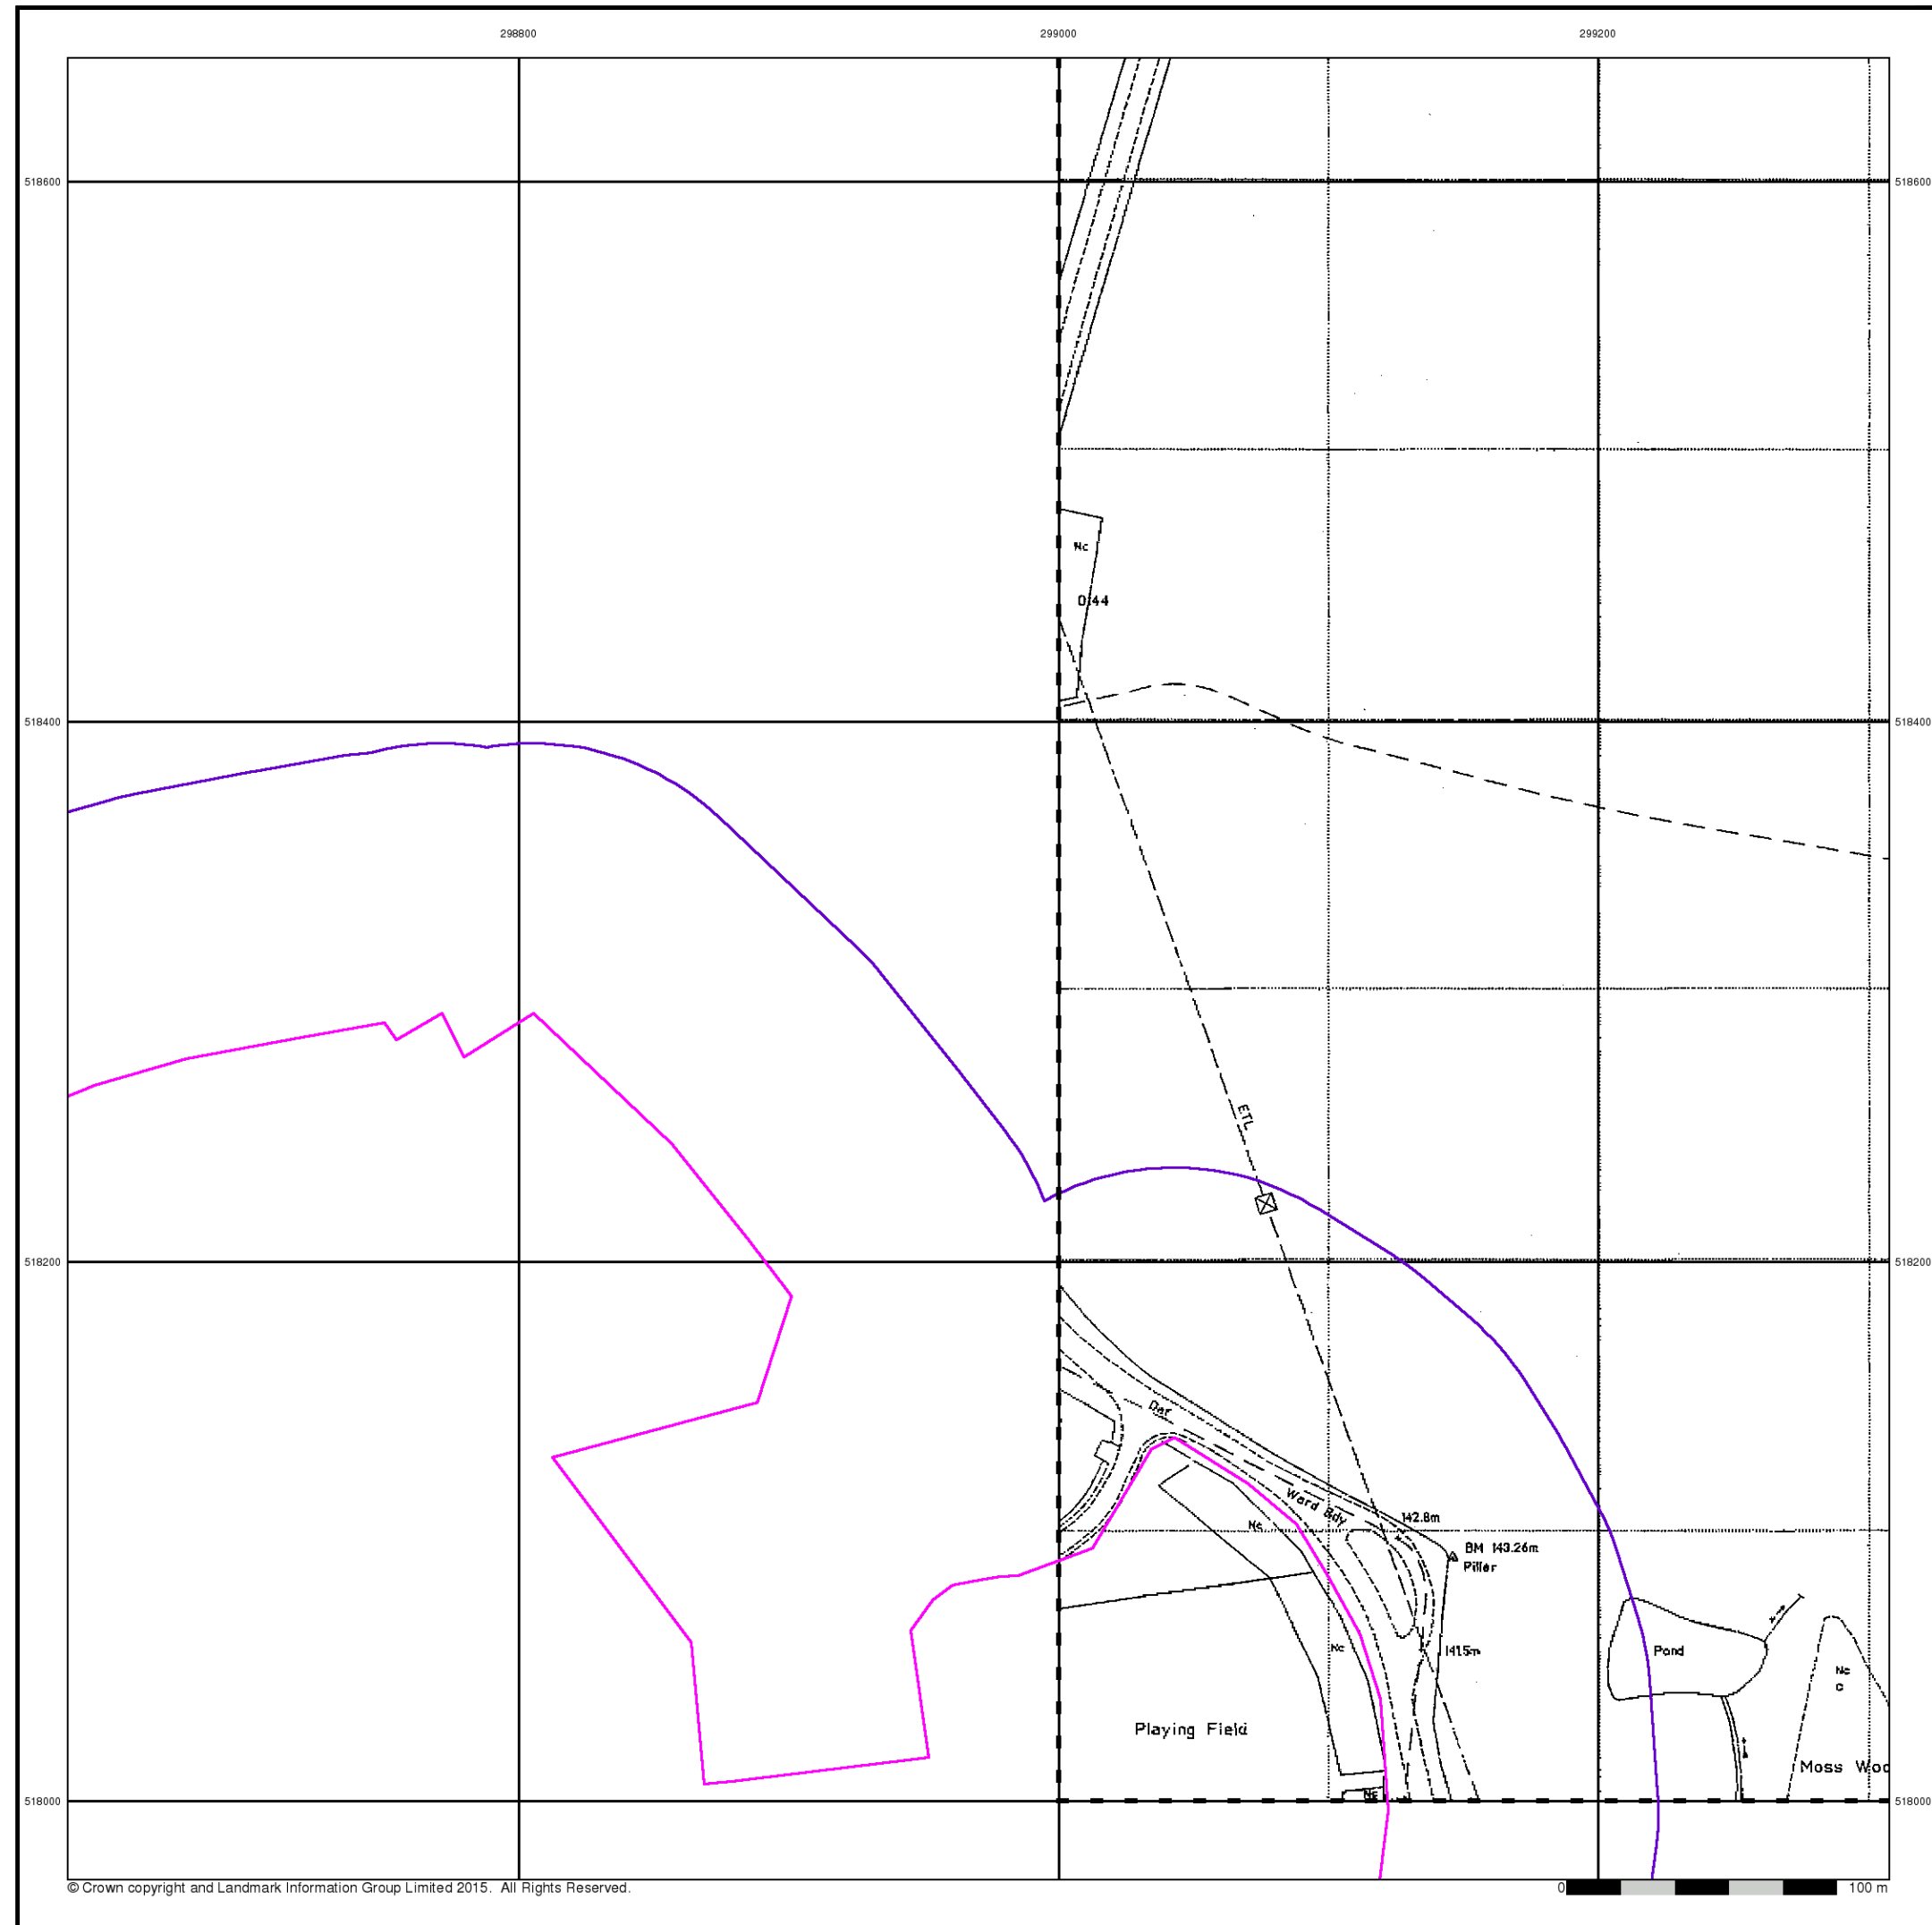 298800 299000 299200
518600 518600
Nc
0·44
518400 518400
ETL
518200 518200
Def
Ward Bdy
142.8m
Nc
BM 143.26m
Pillar
Nc
141.5m
Pond
Nc
Playing Field
Moss Woo
Nc
518000 518000
© Crown copyright and Landmark Information Group Limited 2015. All Rights Reserved.
0 100 m